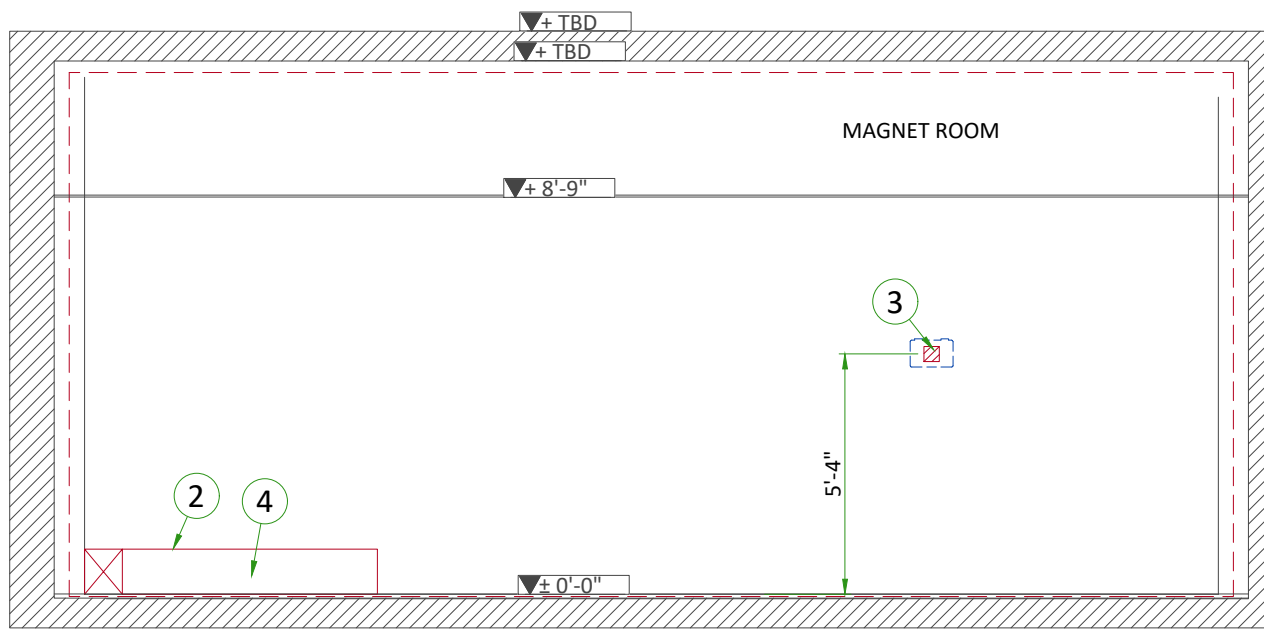 + TBD
+ TBD
MAGNET ROOM
+ 8'-9"
3
5'-4"
2
4
± 0'-0"